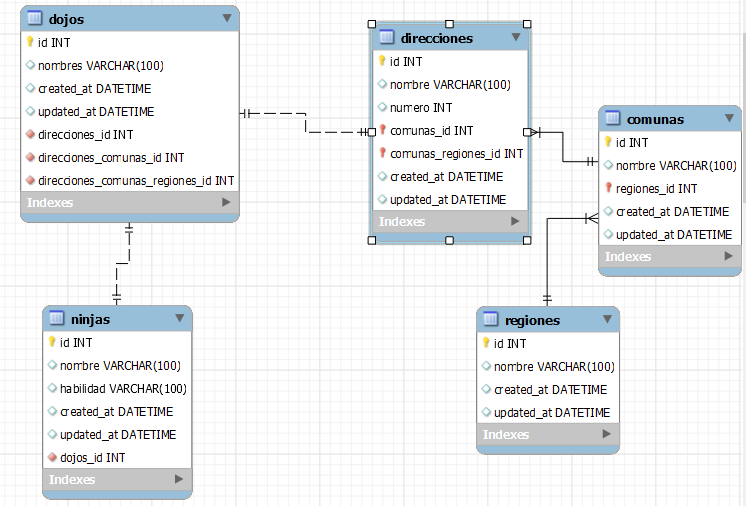 dojos
id INT
nombres VARCHAR(100)
created_at DATETIME
updated_at DATETIME
direcciones_id INT
direcciones_comunas_id INT
direcciones_comunas_regiones_id INT
Indexes
direcciones
id INT
nombre VARCHAR(100)
numero INT
comunas_id INT
comunas_regiones_id INT
created_at DATETIME
updated_at DATETIME
Indexes
comunas
id INT
nombre VARCHAR(100)
regiones_id INT
created_at DATETIME
updated_at DATETIME
Indexes
ninjas
id INT
nombre VARCHAR(100)
habilidad VARCHAR(100)
created_at DATETIME
updated_at DATETIME
dojos_id INT
Indexes
regiones
id INT
nombre VARCHAR(100)
created_at DATETIME
updated_at DATETIME
Indexes